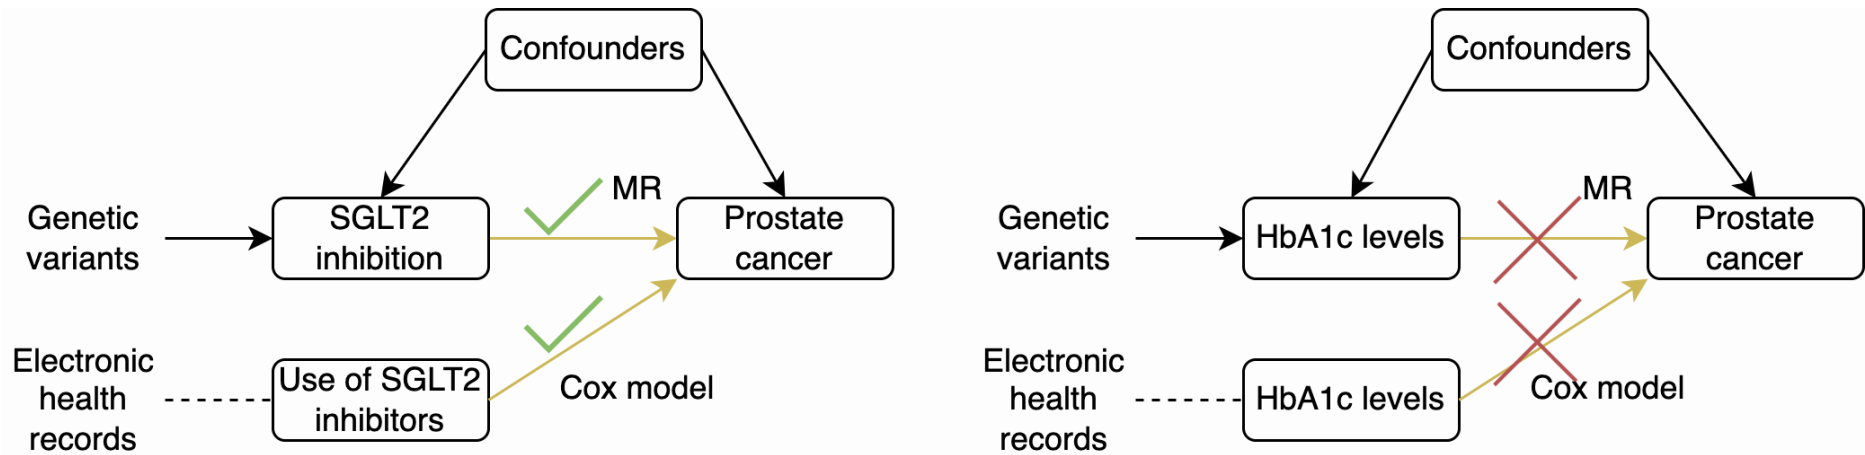 Confounders
MR
Genetic
variants
SGLT2
inhibition
Prostate
cancer
Electronic
health
records
Use of SGLT2
inhibitors
Cox model
Confounders
MR
Genetic
variants
HbA1c levels
Prostate
cancer
Electronic
health
records
HbA1c levels
Cox model